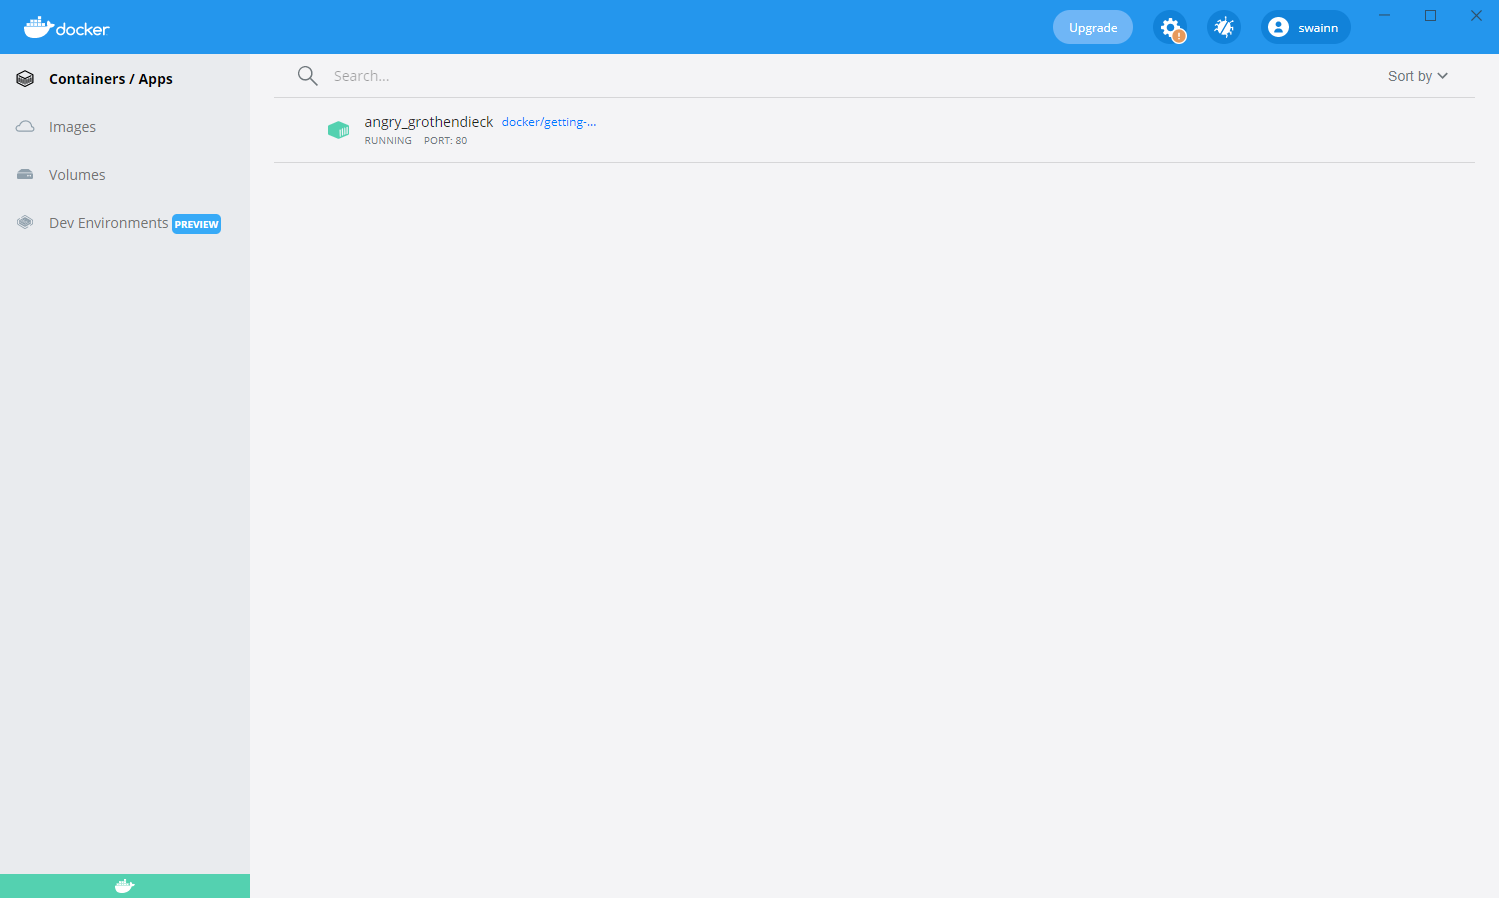 docker
Upgrade
swainn
Containers / Apps
Images
Volumes
Dev Environments PREVIEW
Search...
Sort by
angry_grothendieck docker/getting-...
RUNNING PORT: 80